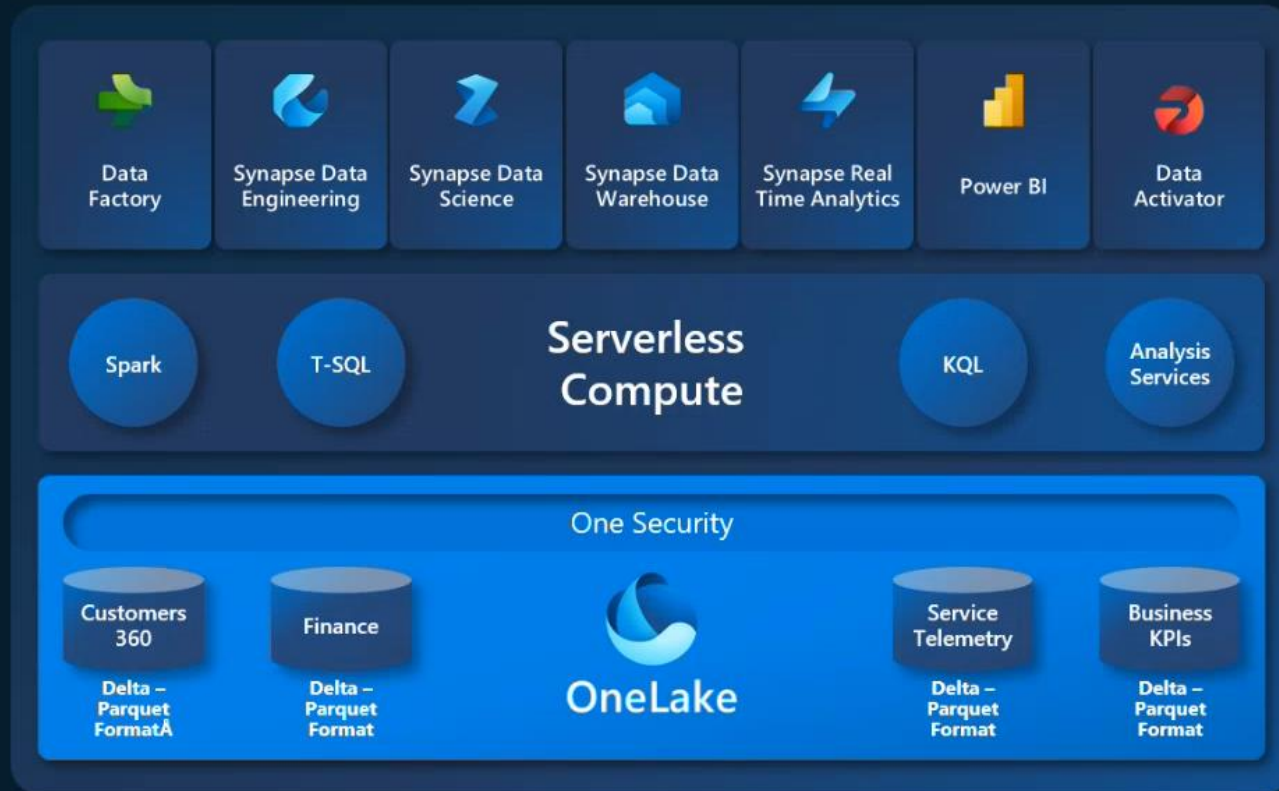 Data
Factory
Synapse Data
Engineering
Synapse Data
Science
Synapse Data
Warehouse
Synapse Real
Time Analytics
Power BI
Data
Activator
Spark
T-SQL
Serverless
Compute
KQL
Analysis
Services
One Security
Customers
360
Finance
Service
Telemetry
Business
KPIs
Delta –
Parquet
FormatÅ
Delta –
Parquet
Format
OneLake
Delta –
Parquet
Format
Delta –
Parquet
Format